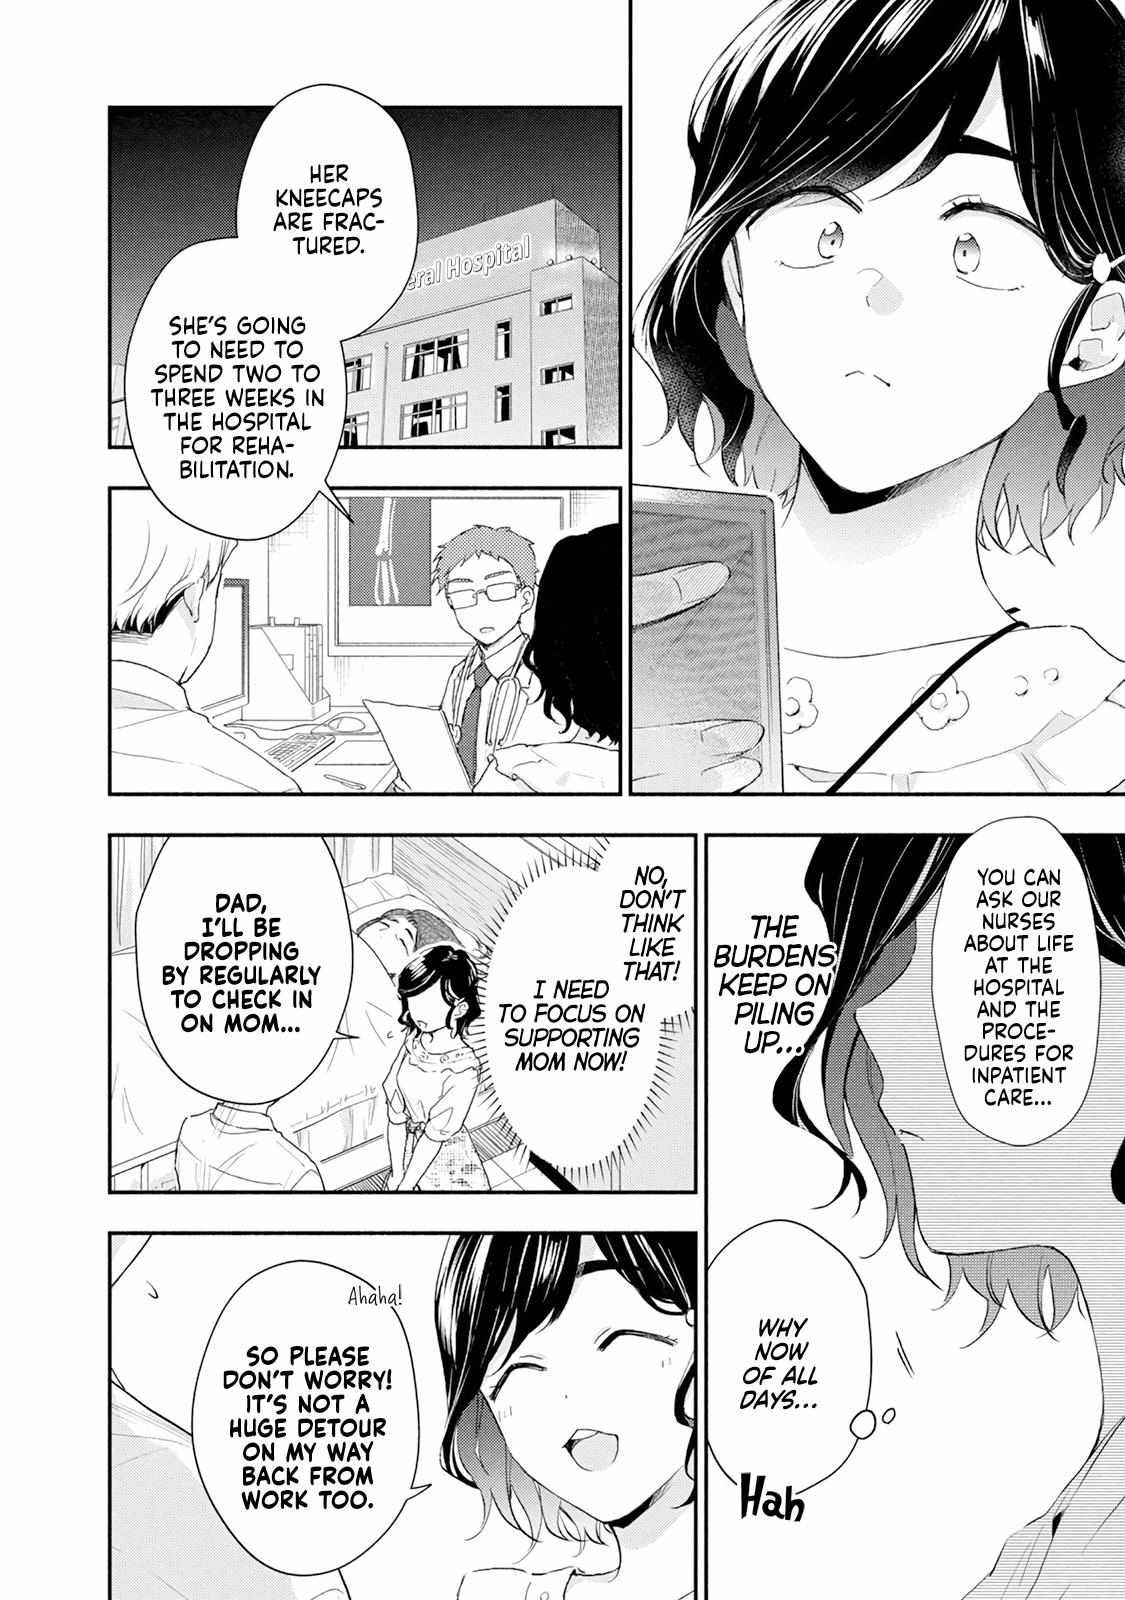 HER
KNEECAPS
ARE FRAC-
TURED.
SHE'S GOING
TO NEED TO
SPEND TWO TO
THREE WEEKS IN
THE HOSPITAL
FOR REHA-
BILITATION.
eral Hospital
YOU CAN
ASK OUR
NURSES
ABOUT LIFE
AT THE
HOSPITAL
AND THE
PROCE-
DURES FOR
INPATIENT
CARE...
THE
BURDENS
KEEP ON
PILING
UP...
WHY
NOW
OF ALL
DAYS...
Hah
NO,
DON'T
THINK
LIKE
THAT!
I NEED
TO FOCUS ON
SUPPORTING
MOM NOW!
DAD,
I'LL BE
DROPPING
BY REGULARLY
TO CHECK IN
ON MOM...
Ahaha!
SO PLEASE
DON'T WORRY!
IT'S NOT A
HUGE DETOUR
ON MY WAY
BACK FROM
WORK TOO.